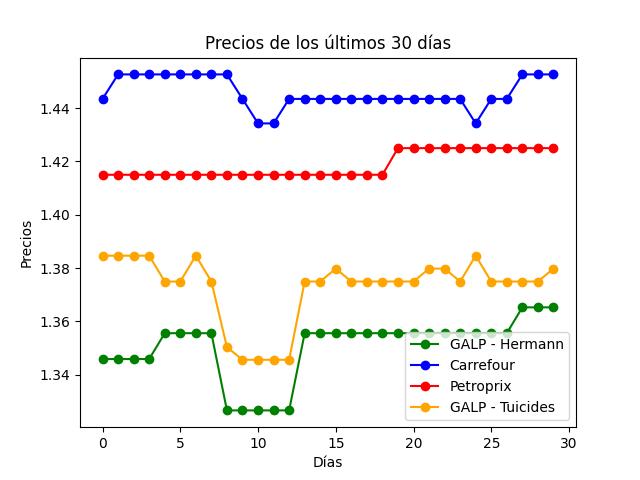 Precios de los últimos 30 días
Precios
1.44
1.42
1.40
1.38
1.36
1.34
GALP - Hermann
Carrefour
Petroprix
GALP - Tuicides
0 5 10 15 20 25 30
Días